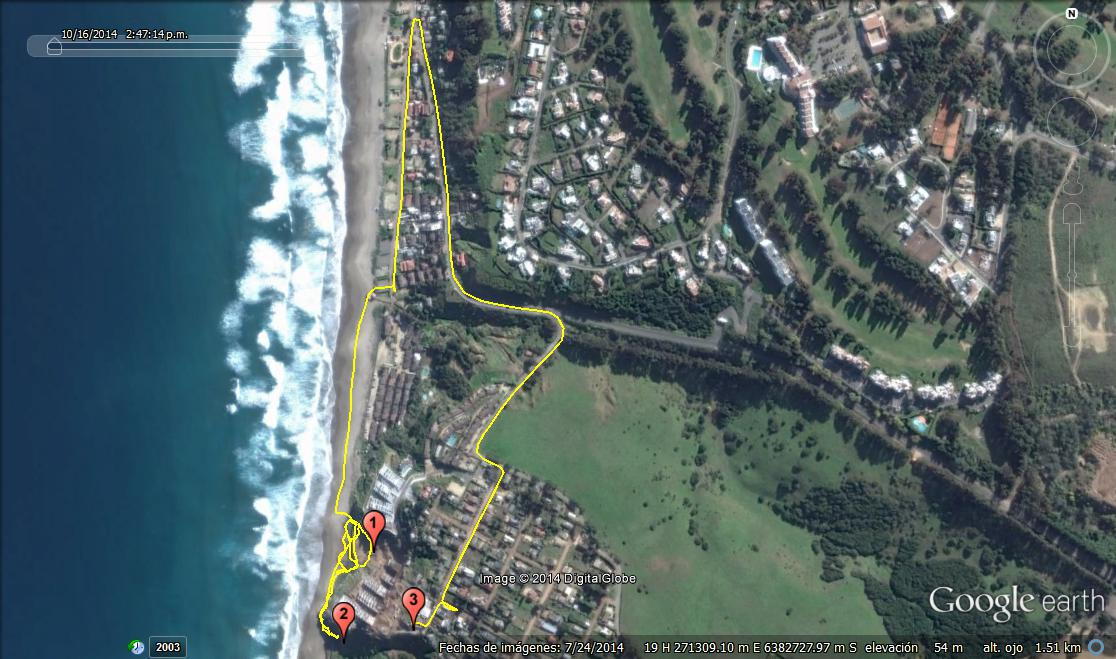 N
10/16/2014 2:47:14 p.m.
1
3
2
Image © 2014 DigitalGlobe
Google earth
2003
Fechas de imágenes: 7/24/2014 19 H 271309.10 m E 6382727.97 m S elevación 54 m alt. ojo 1.51 km